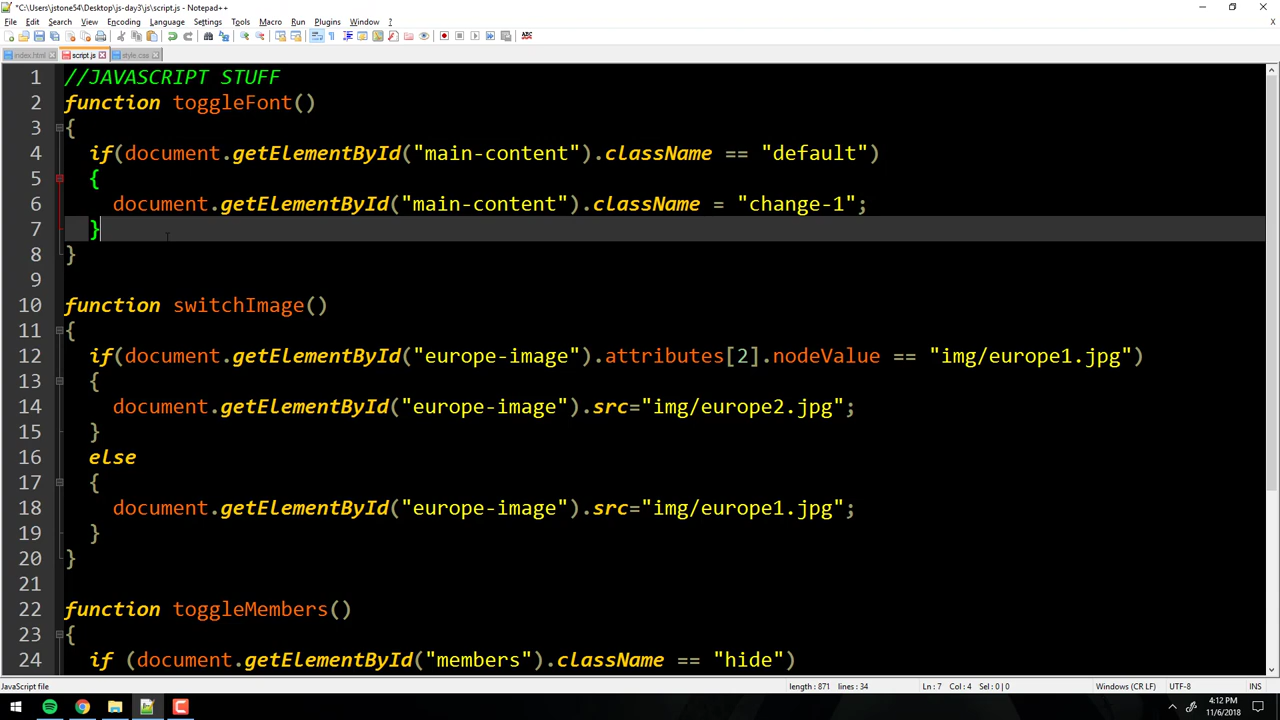 *C:\Users\jstone54\Desktop\js-day3\js\script.js - Notepad++
File Edit Search View Encoding Language Settings Tools Macro Run Plugins Window ?
index.html script.js style.css
1 //JAVASCRIPT STUFF
2 function toggleFont()
3 {
4 if(document.getElementById("main-content").className == "default")
5 {
6 document.getElementById("main-content").className = "change-1";
7 }
8 }
9
10 function switchImage()
11 {
12 if(document.getElementById("europe-image").attributes[2].nodeValue == "img/europe1.jpg")
13 {
14 document.getElementById("europe-image").src="img/europe2.jpg";
15 }
16 else
17 {
18 document.getElementById("europe-image").src="img/europe1.jpg";
19 }
20 }
21
22 function toggleMembers()
23 {
24 if (document.getElementById("members").className == "hide")
JavaScript file length : 871 lines : 34 Ln : 7 Col : 4 Sel : 0 | 0 Windows (CR LF) UTF-8 INS
4:12 PM
11/6/2018